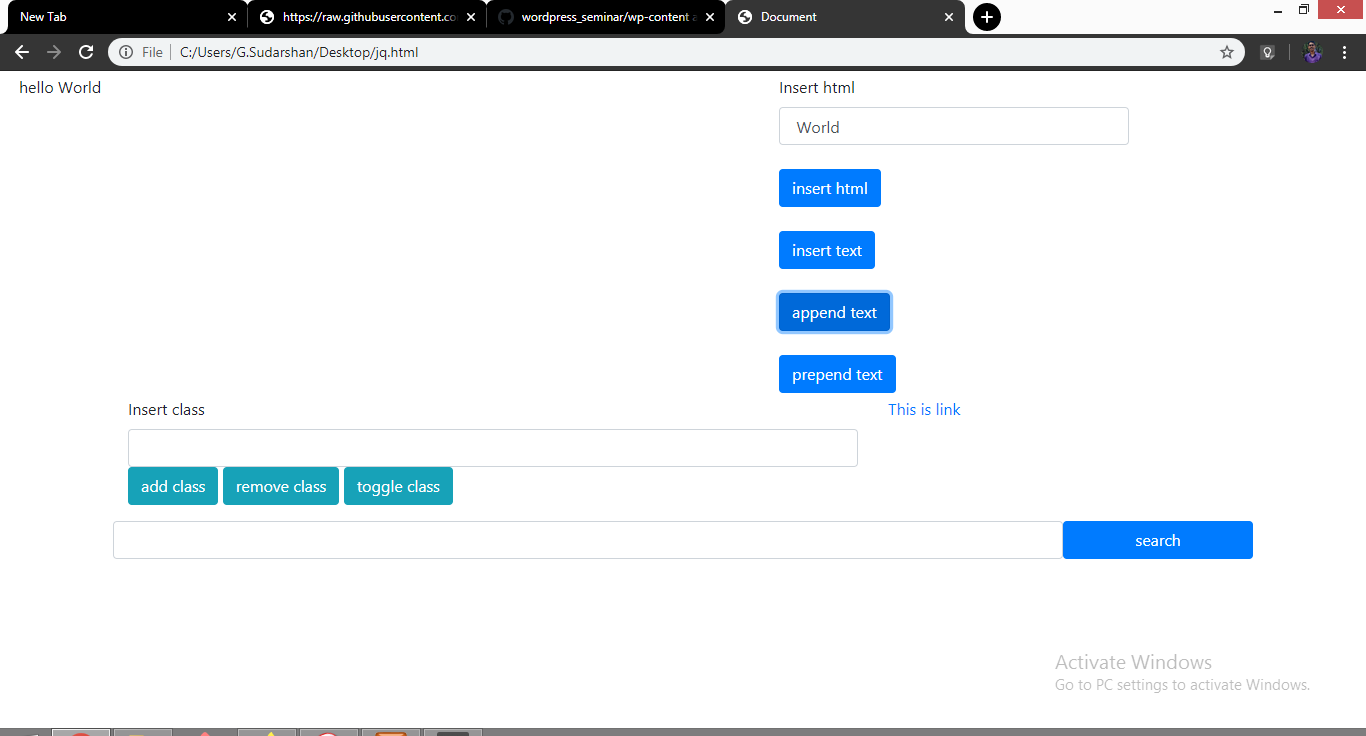 New Tab
https://raw.githubusercontent.co
wordpress_seminar/wp-content a
Document
File
C:/Users/G.Sudarshan/Desktop/jq.html
hello World
Insert html
World
insert html
insert text
append text
prepend text
Insert class
This is link
add class remove class toggle class
search
Activate Windows
Go to PC settings to activate Windows.